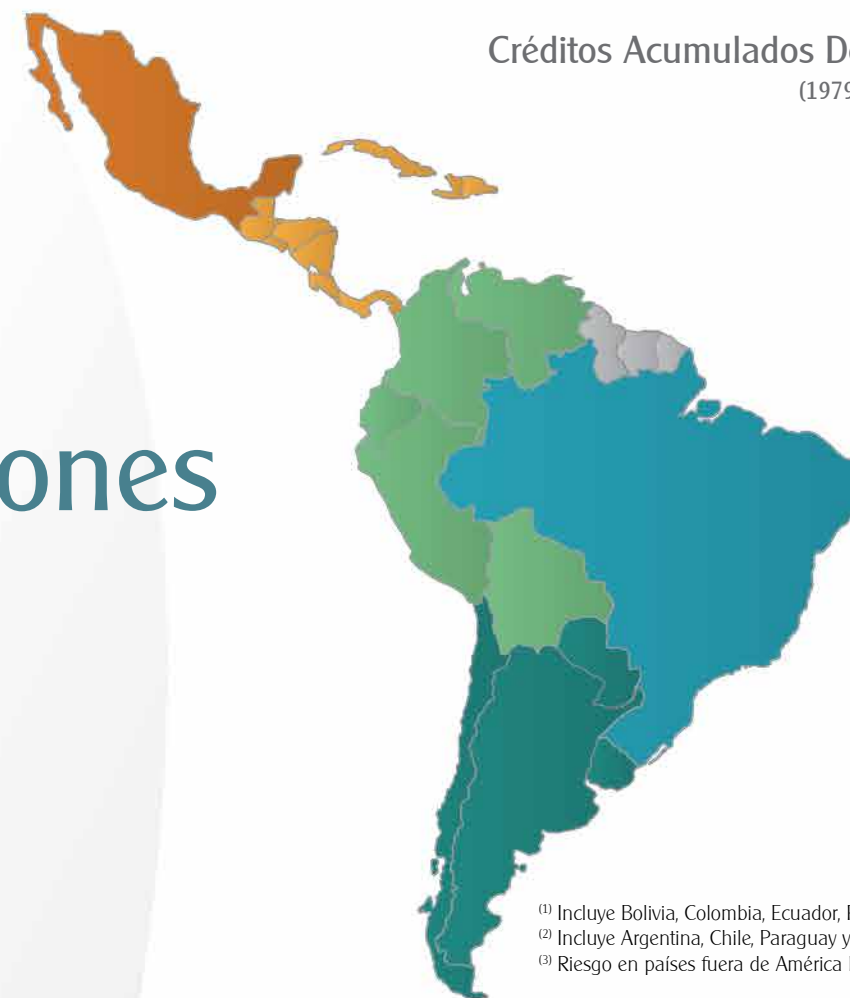 Créditos Acumulados
(1979
ones
(1) Incluye Bolivia, Colombia, Ecuador,
(2) Incluye Argentina, Chile, Paraguay y
(3) Riesgo en países fuera de América